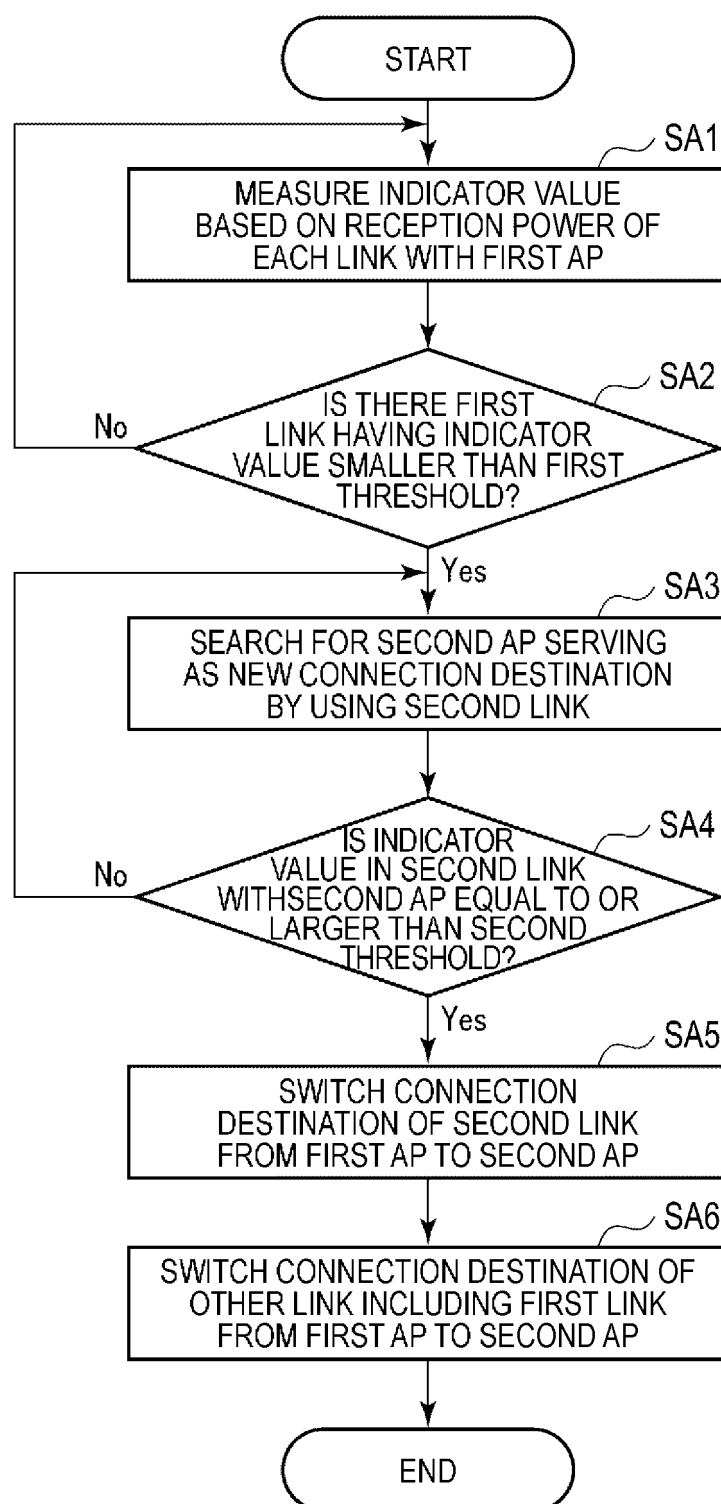 START
SA1
MEASURE INDICATOR VALUE
BASED ON RECEPTION POWER OF
EACH LINK WITH FIRST AP
SA2
IS THERE FIRST
LINK HAVING INDICATOR
VALUE SMALLER THAN FIRST
THRESHOLD?
No
Yes
SA3
SEARCH FOR SECOND AP SERVING
AS NEW CONNECTION DESTINATION
BY USING SECOND LINK
SA4
IS INDICATOR
VALUE IN SECOND LINK
WITHSECOND AP EQUAL TO OR
LARGER THAN SECOND
THRESHOLD?
No
Yes
SA5
SWITCH CONNECTION
DESTINATION OF SECOND LINK
FROM FIRST AP TO SECOND AP
SA6
SWITCH CONNECTION DESTINATION OF
OTHER LINK INCLUDING FIRST LINK
FROM FIRST AP TO SECOND AP
END